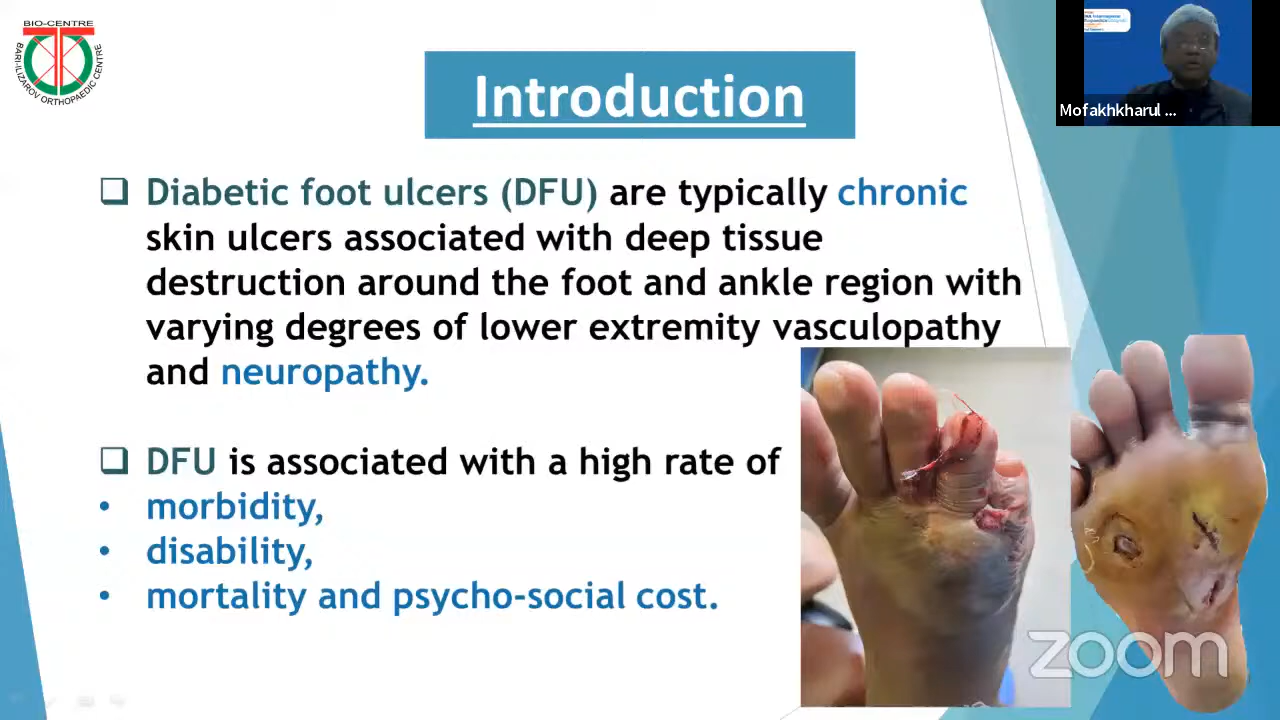 BIO-CENTRE
BARI-ILIZAROV ORTHOPAEDIC CENTRE
Introduction
Mofakhkharul ...
Diabetic foot ulcers (DFU) are typically chronic
skin ulcers associated with deep tissue
destruction around the foot and ankle region with
varying degrees of lower extremity vasculopathy
and neuropathy.
DFU is associated with a high rate of
• morbidity,
• disability,
• mortality and psycho-social cost.
zoom